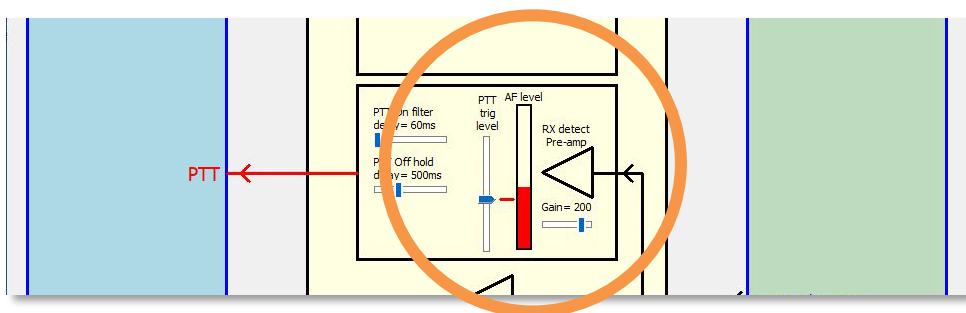 PTT
PTT On filter
delay= 60ms
PTT Off hold
delay= 500ms
PTT
trig
level
AF level
RX detect
Pre-amp
Gain= 200